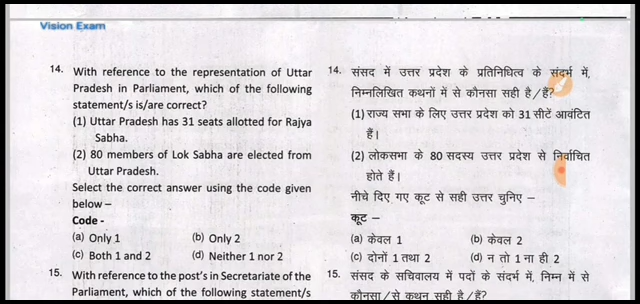 Vision Exam
14. With reference to the representation of Uttar
Pradesh in Parliament, which of the following
statement/s is/are correct?
(1) Uttar Pradesh has 31 seats allotted for Rajya
Sabha.
(2) 80 members of Lok Sabha are elected from
Uttar Pradesh.
Select the correct answer using the code given
below –
Code -
(a) Only 1 (b) Only 2
(c) Both 1 and 2 (d) Neither 1 nor 2
15. With reference to the post's in Secretariate of the
Parliament, which of the following statement/s
14. संसद में उत्तर प्रदेश के प्रतिनिधित्व के संदर्भ में,
निम्नलिखित कथनों में से कौनसा सही है/हैं?
(1) राज्य सभा के लिए उत्तर प्रदेश को 31 सीटें आवंटित
हैं।
(2) लोकसभा के 80 सदस्य उत्तर प्रदेश से निर्वाचित
होते हैं।
नीचे दिए गए कूट से सही उत्तर चुनिए –
कूट –
(a) केवल 1 (b) केवल 2
(c) दोनों 1 तथा 2 (d) न तो 1 ना ही 2
15. संसद के सचिवालय में पदों के संदर्भ में, निम्न में से
कौनसा/से कथन सही है/हैं?